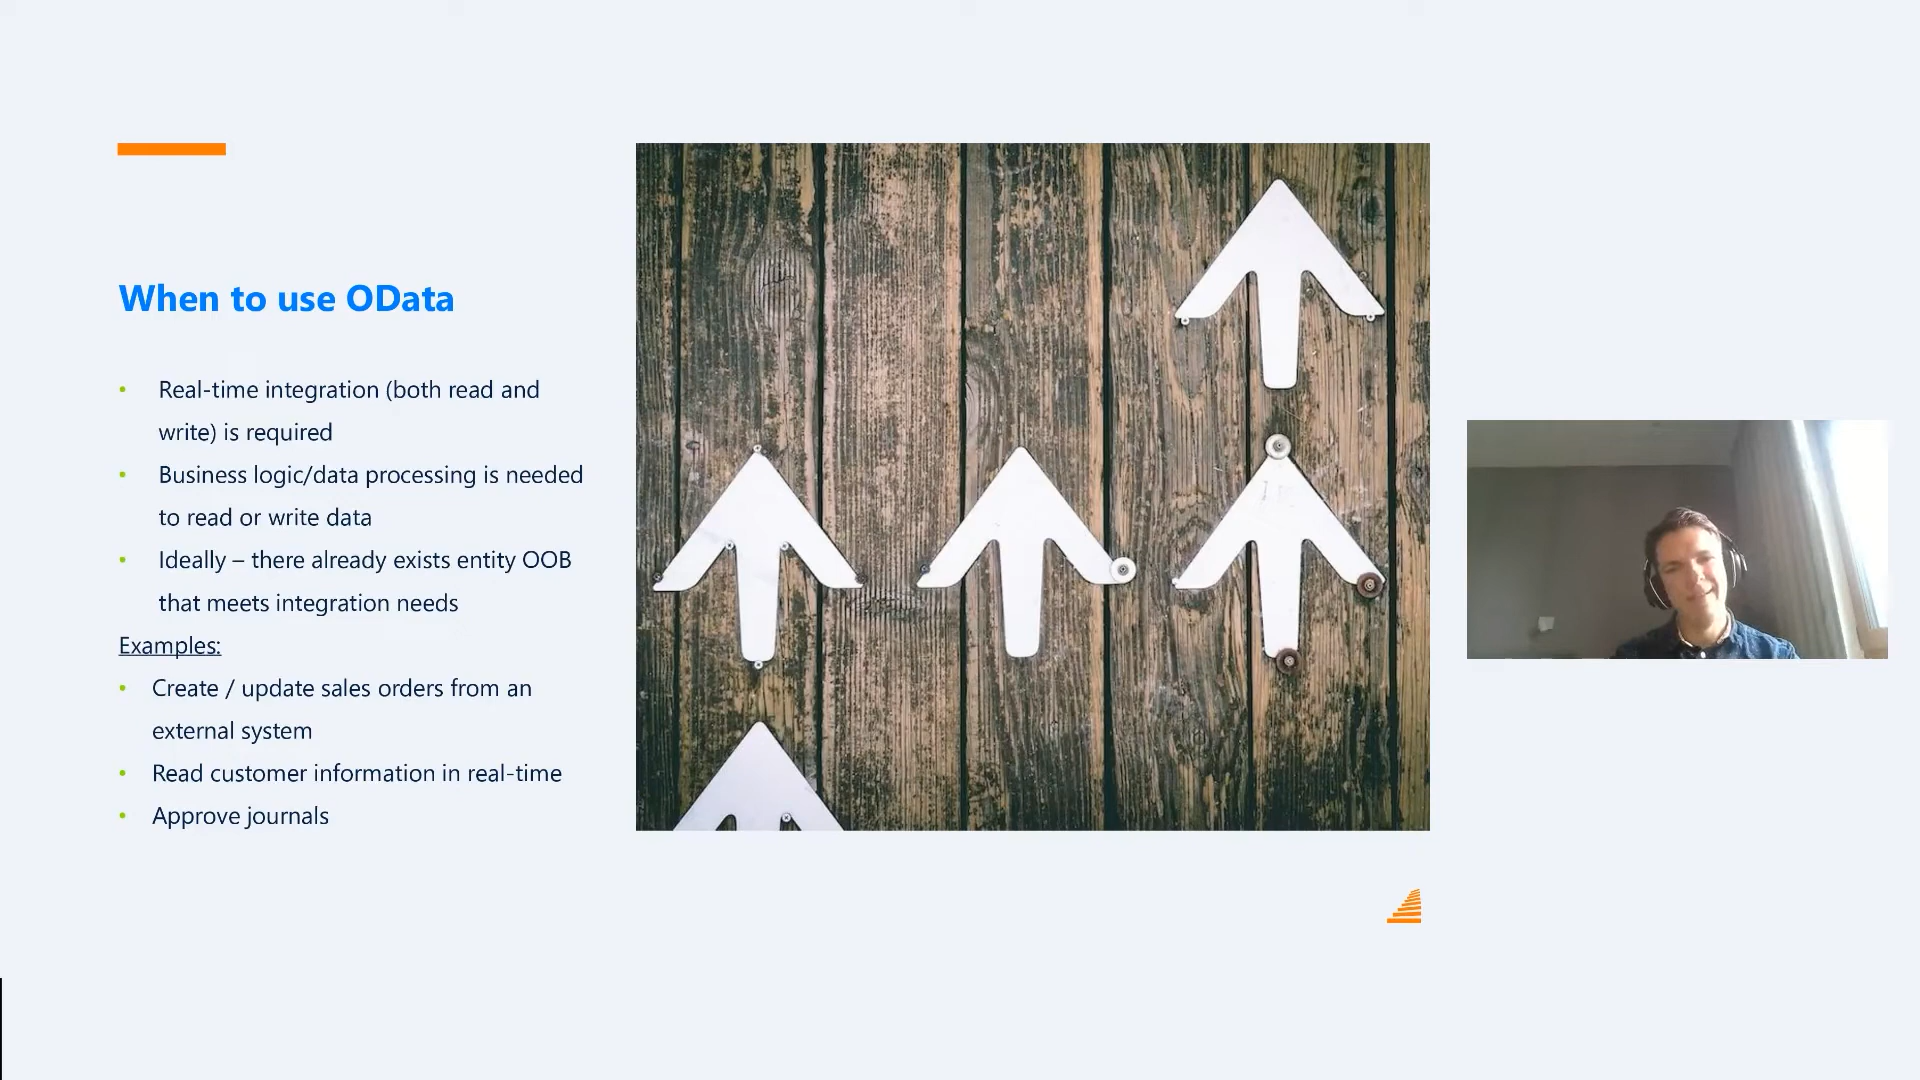 When to use OData
• Real-time integration (both read and
write) is required
• Business logic/data processing is needed
to read or write data
• Ideally – there already exists entity OOB
that meets integration needs
Examples:
• Create / update sales orders from an
external system
• Read customer information in real-time
• Approve journals